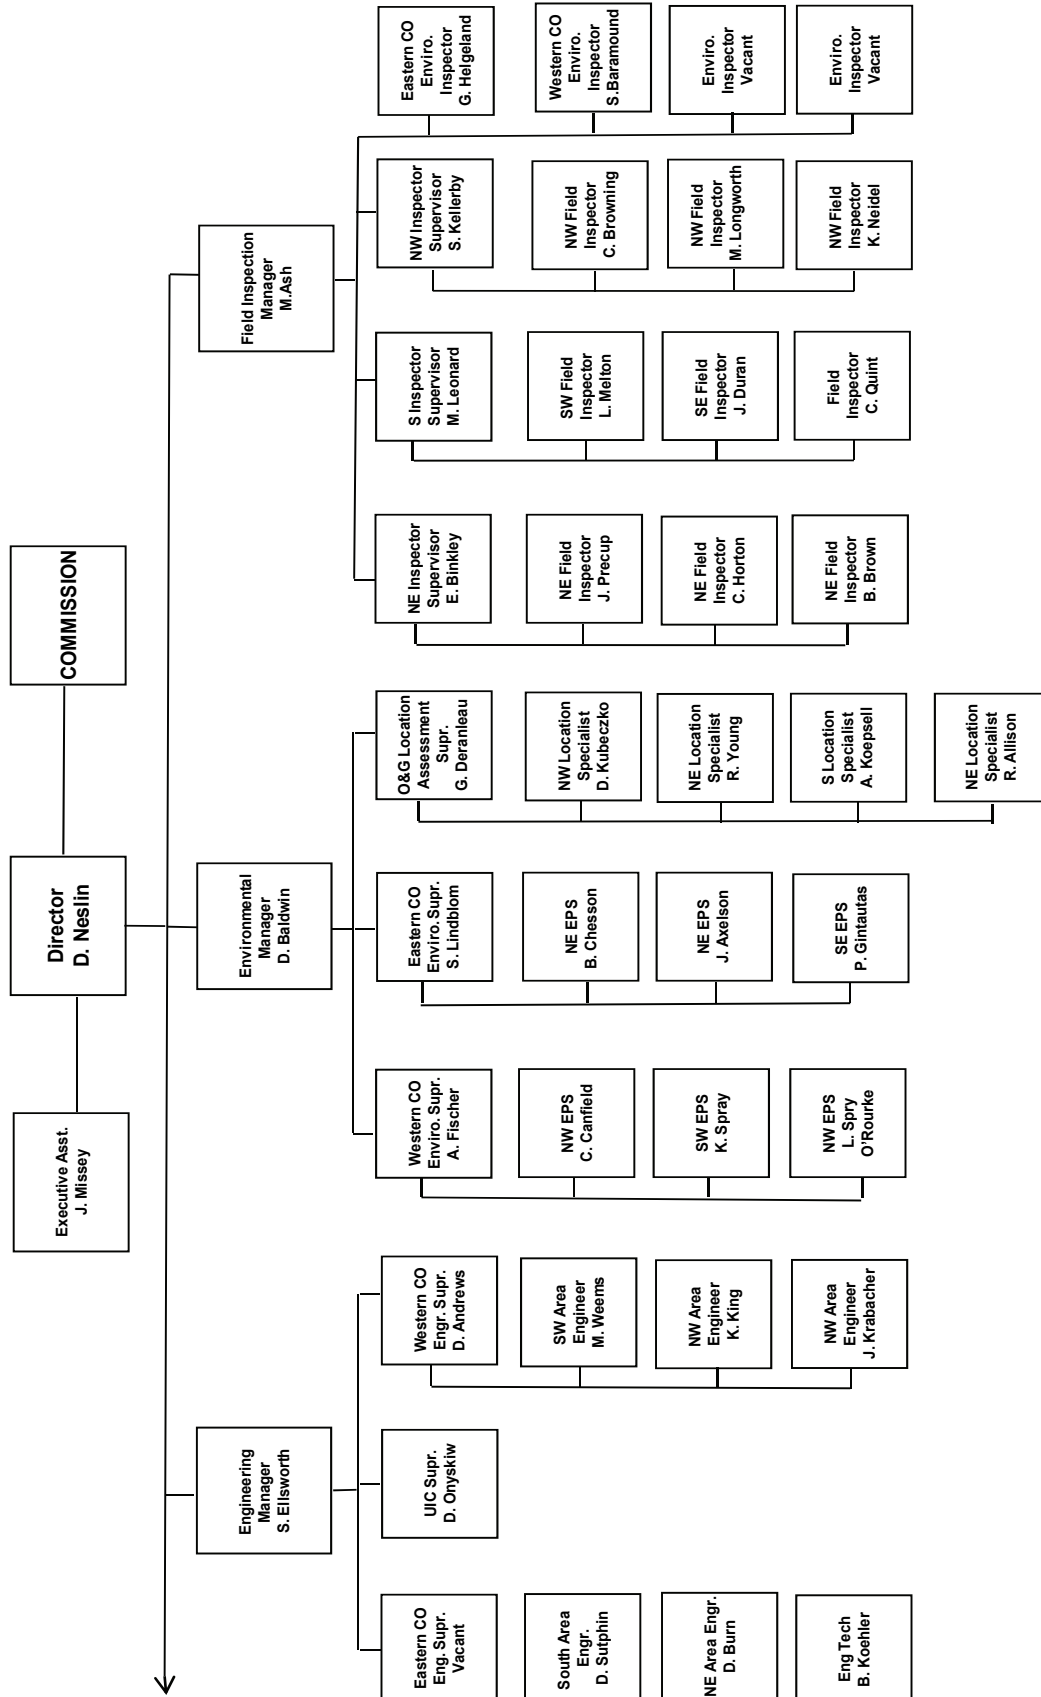 COMMISSION
Director
D. Neslin
Executive Asst.
J. Missey
Engineering
Manager
S. Ellsworth
Environmental
Manager
D. Baldwin
Field Inspection
Manager
M.Ash
Eastern CO
Eng. Supr.
Vacant
South Area
Engr.
D. Sutphin
NE Area Engr.
D. Burn
Eng Tech
B. Koehler
UIC Supr.
D. Onyskiw
Western CO
Engr. Supr.
D. Andrews
SW Area
Engineer
M. Weems
NW Area
Engineer
K. King
NW Area
Engineer
J. Krabacher
Western CO
Enviro. Supr.
A. Fischer
NW EPS
C. Canfield
SW EPS
K. Spray
NW EPS
L. Spry
O'Rourke
Eastern CO
Enviro. Supr.
S. Lindblom
NE EPS
B. Chesson
NE EPS
J. Axelson
SE EPS
P. Gintautas
O&G Location
Assessment
Supr.
G. Deranleau
NW Location
Specialist
D. Kubeczko
NE Location
Specialist
R. Young
S Location
Specialist
A. Koepsell
NE Location
Specialist
R. Allison
NE Inspector
Supervisor
E. Binkley
NE Field
Inspector
J. Precup
NE Field
Inspector
C. Horton
NE Field
Inspector
B. Brown
S Inspector
Supervisor
M. Leonard
SW Field
Inspector
L. Melton
SE Field
Inspector
J. Duran
Field
Inspector
C. Quint
NW Inspector
Supervisor
S. Kellerby
NW Field
Inspector
C. Browning
NW Field
Inspector
M. Longworth
NW Field
Inspector
K. Neidel
Eastern CO
Enviro.
Inspector
G. Helgeland
Western CO
Enviro.
Inspector
S.Baramound
Enviro.
Inspector
Vacant
Enviro.
Inspector
Vacant